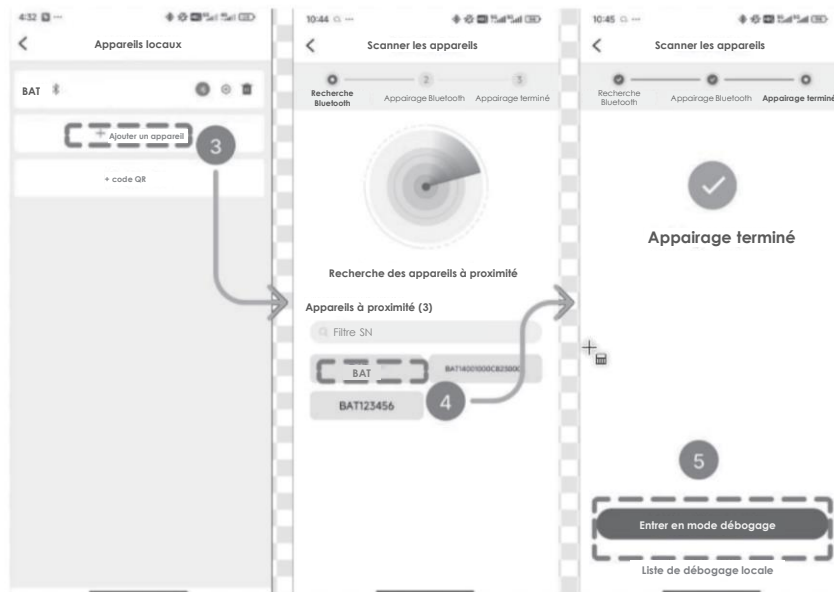 4:32
Appareils locaux
BAT
+ Ajouter un appareil
3
+ code QR
10:44
Scanner les appareils
2
3
Recherche
Bluetooth
Appairage Bluetooth
Appairage terminé
Recherche des appareils à proximité
Appareils à proximité (3)
Filtre SN
BAT
BAT123456
4
10:45
Scanner les appareils
Recherche
Bluetooth
Appairage Bluetooth
Appairage terminé
Appairage terminé
5
Entrer en mode débogage
Liste de débogage locale